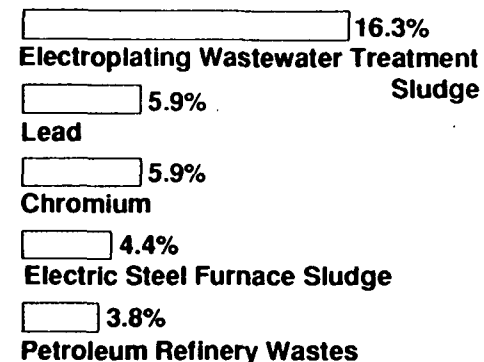 16.3%
Electroplating Wastewater Treatment
Sludge
5.9%
Lead
5.9%
Chromium
4.4%
Electric Steel Furnace Sludge
3.8%
Petroleum Refinery Wastes